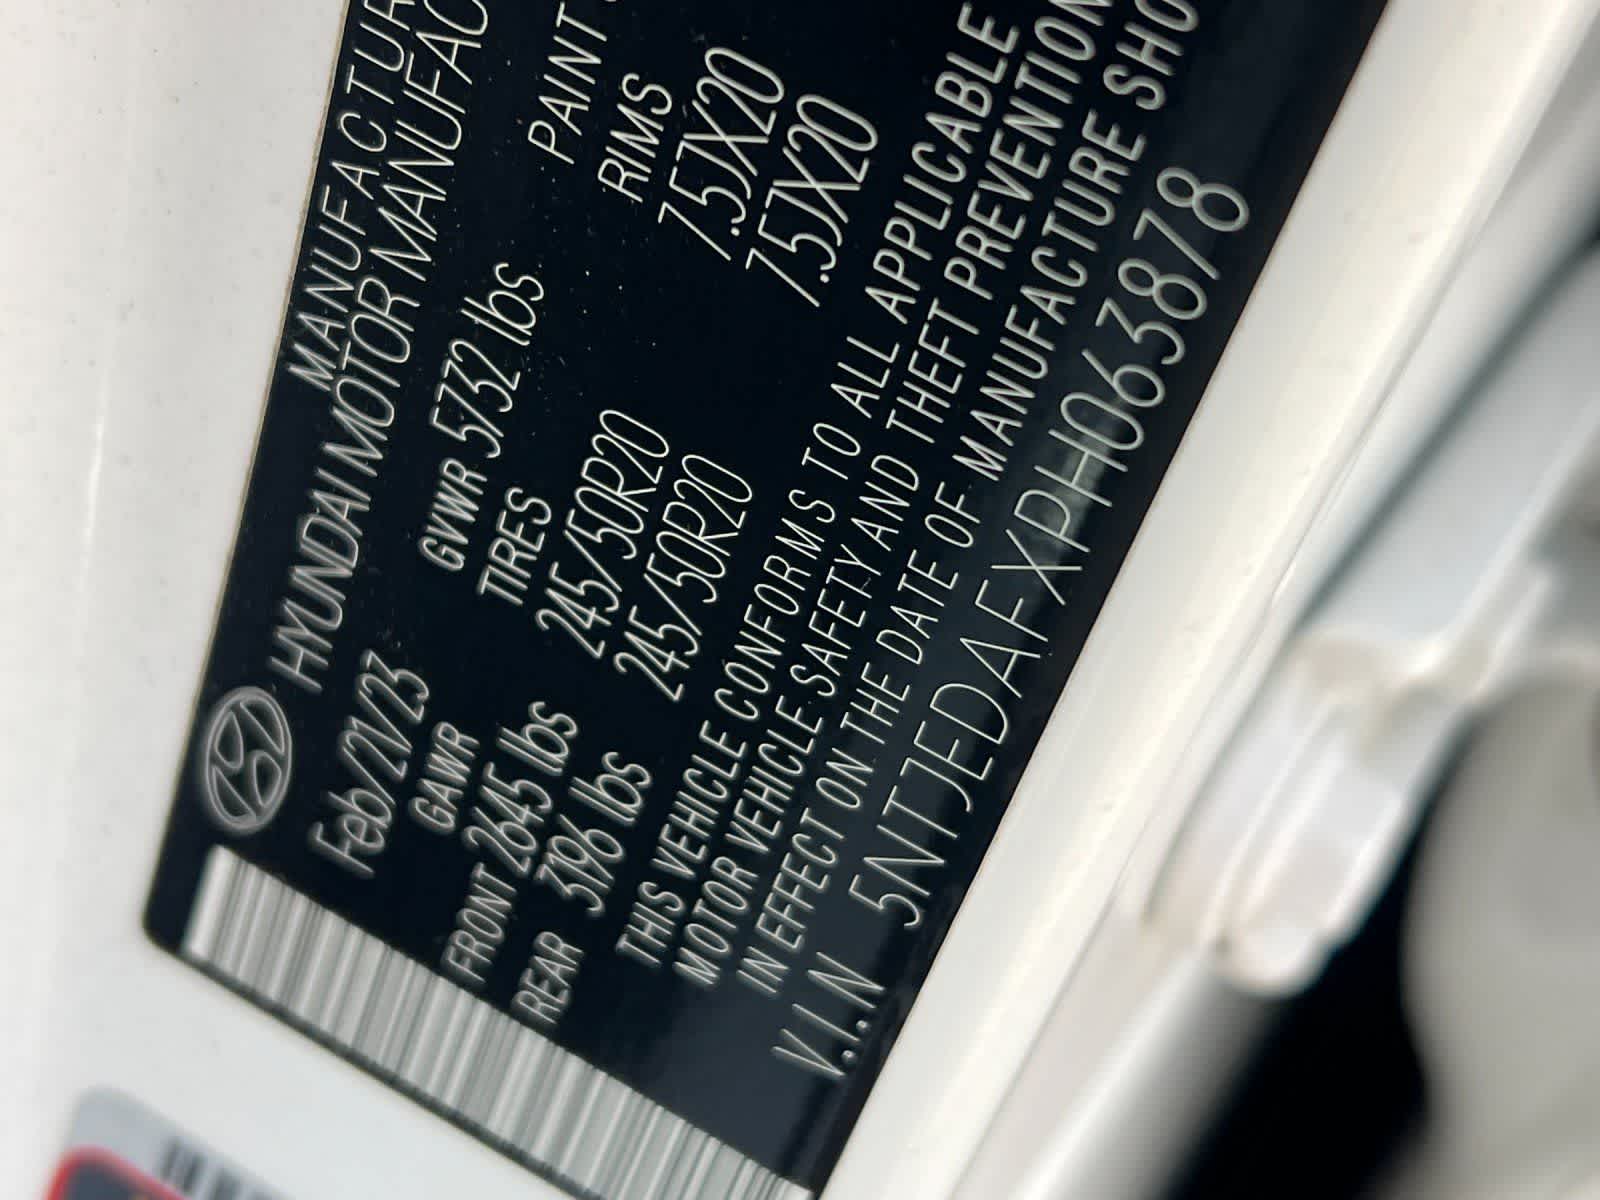 MANUFACTUR
HYUNDAI MOTOR MANUFAC
Feb/21/23 GVWR 5732 lbs
GAWR TIRES RIMS
PAINT
FRONT 2645 lbs 245/50R20 7.5JX20
REAR 3196 lbs 245/50R20 7.5JX20
THIS VEHICLE CONFORMS TO ALL APPLICABLE
MOTOR VEHICLE SAFETY AND THEFT PREVENTION
IN EFFECT ON THE DATE OF MANUFACTURE SHO
V.I.N 5NTJEDAFXPH063878